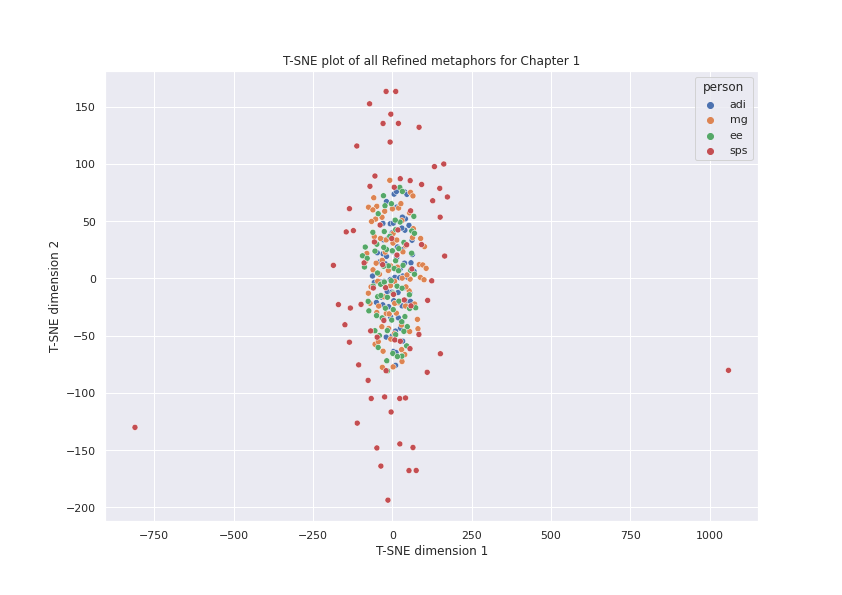 T-SNE plot of all Refined metaphors for Chapter 1
person
adi
mg
ee
sps
T-SNE dimension 2
150
100
50
0
−50
−100
−150
−200
−750
−500
−250
0
250
500
750
1000
T-SNE dimension 1